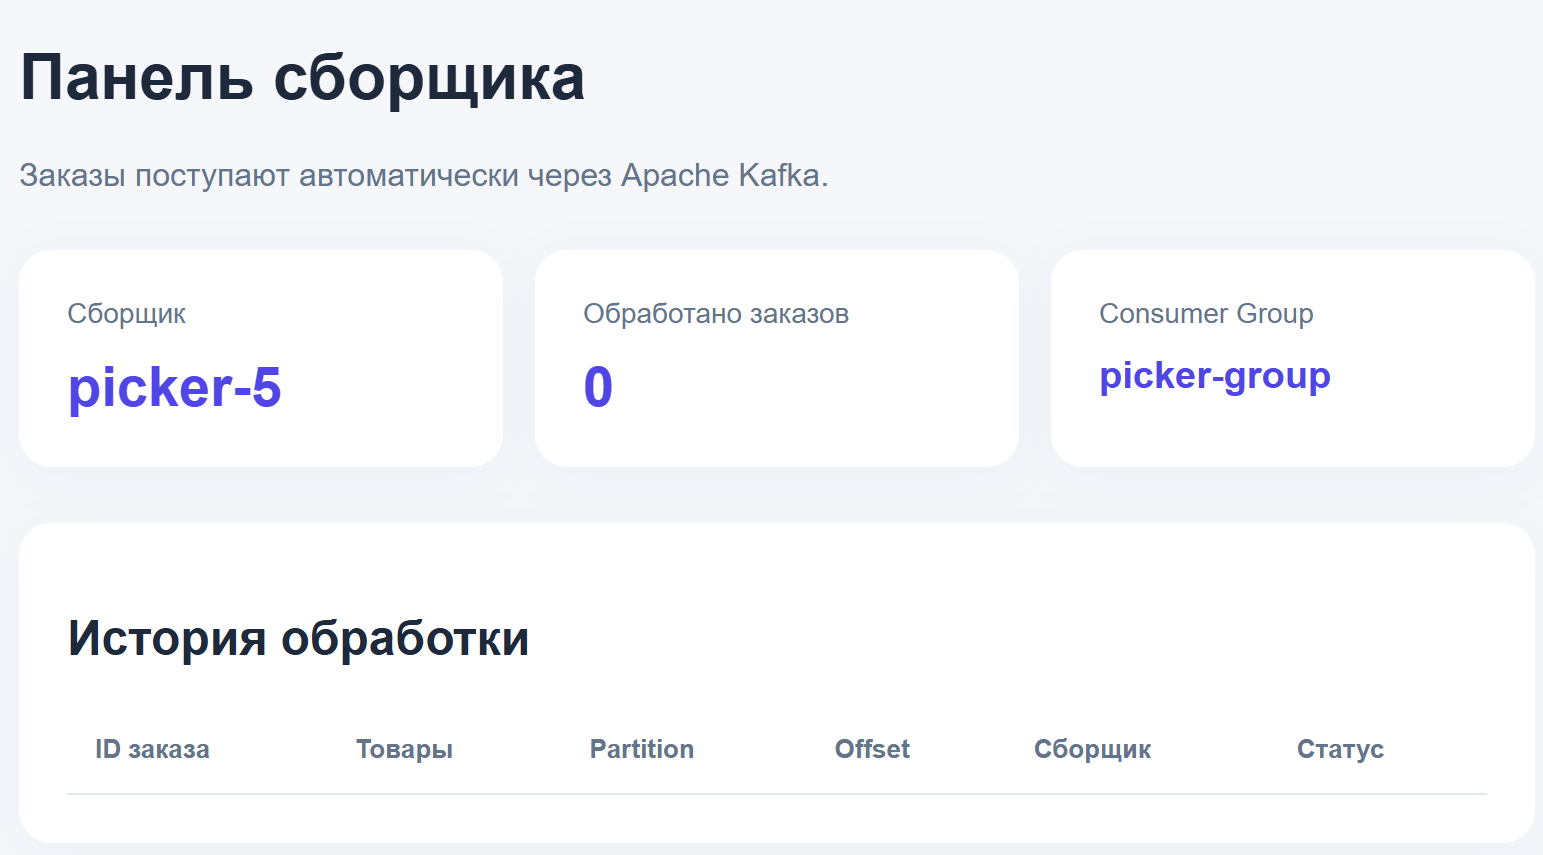 Панель сборщика
Заказы поступают автоматически через Apache Kafka.
Сборщик
picker-5
Обработано заказов
0
Consumer Group
picker-group
История обработки
ID заказа Товары Partition Offset Сборщик Статус